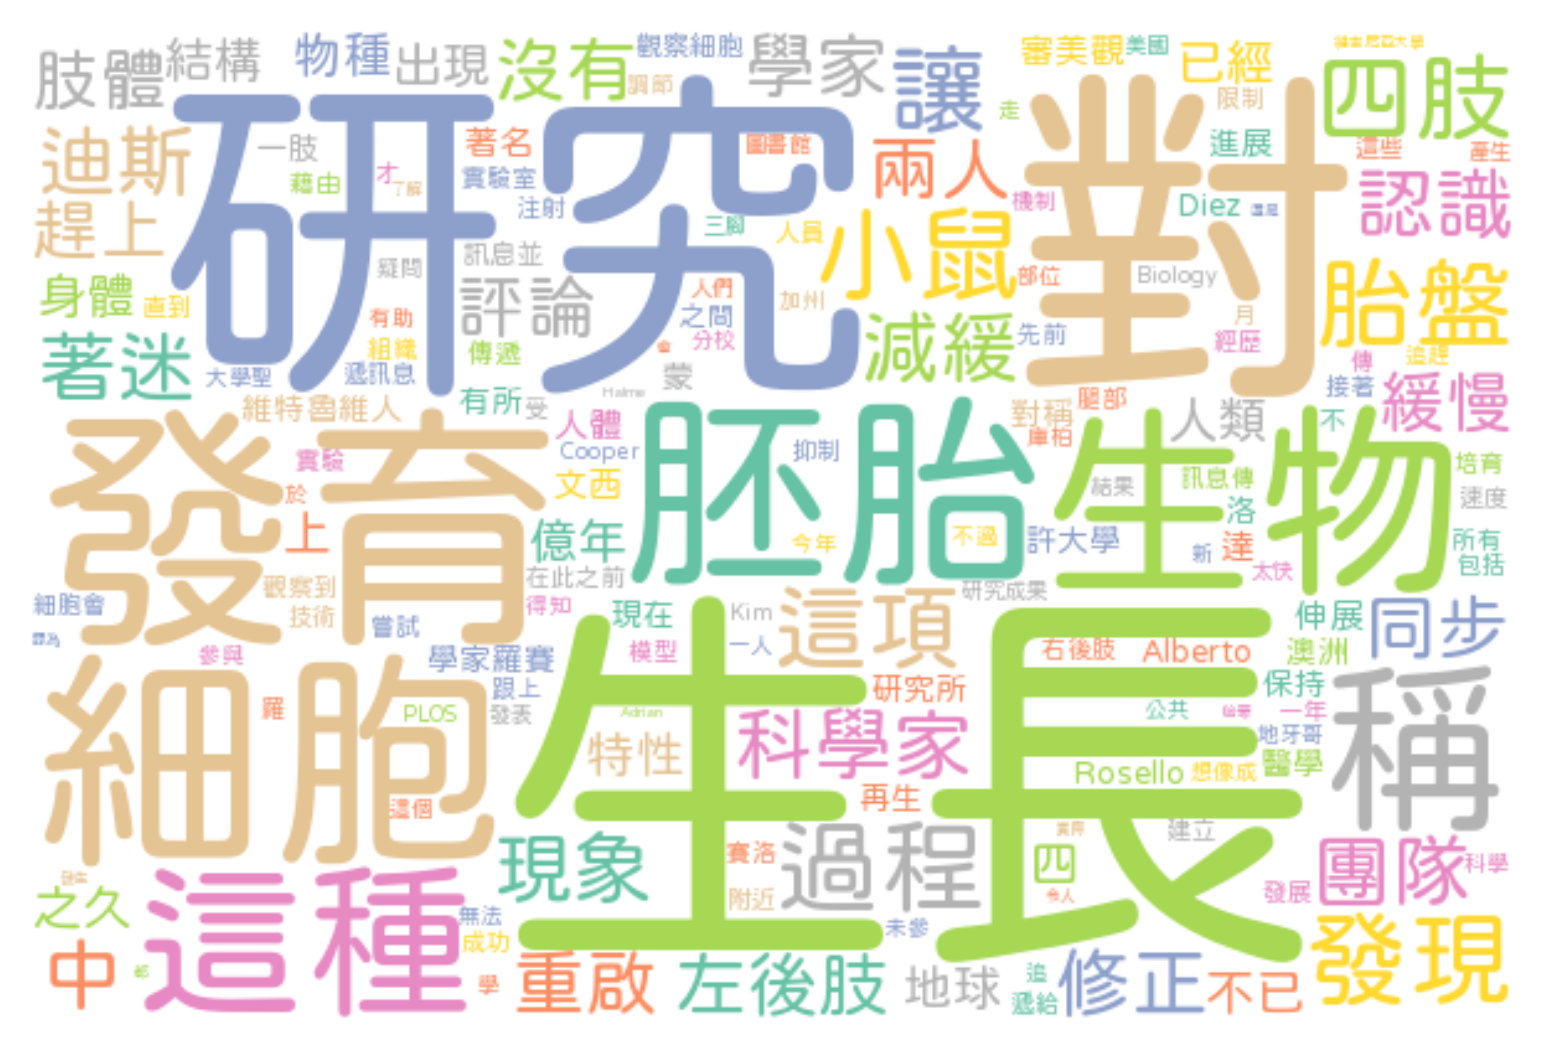 肢體
結構
物種
出現
沒有
觀察細胞
調節
學家
讓
審美觀
美國
已經
限制
走
四肢
迪斯
一肢
藉由
才
了解
著名
實驗室
注射
圖書館
兩人
對
進展
這些
產生
研究
趕上
疑問
訊息並
三腳
人員
小鼠
機制
Diez
認識
身體
直到
有助
組織
評論
人們
之間
分校
加州
部位
Biology
月
胎盤
著迷
大學聖
遞訊息
傳遞
蒙
減緩
先前
經歷
傳
追趕
接著
緩慢
維特魯維人
有所
受
Haime
人體
對稱
腿部
庫柏
人類
不
發育
實驗
於
上
Cooper
文西
胚胎
抑制
結果
生物
訊息傳
洛
培育
速度
億年
今年
不過
許大學
新
達
太快
所有
包括
觀察到
技術
在此之前
得知
研究成果
細胞會
嘗試
參與
現在
Kim
一人
模型
這項
右後肢
Alberto
澳洲
伸展
同步
學家羅賽
跟上
細胞
羅
PLOS
發表
Adrian
研究所
公共
保持
一年
地牙哥
稱
這個
特性
科學家
再生
生長
Rosello
想像成
醫學
現象
賽洛
附近
過程
四
建立
令人
團隊
科學
發展
之久
這種
無法
成功
未參
發現
中
學
重啟
左後肢
地球
追
遞給
修正
不已